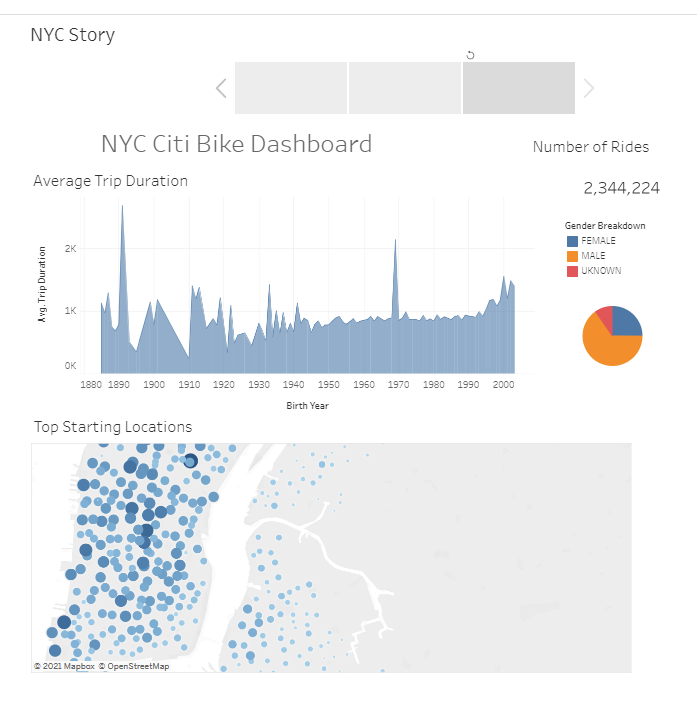 NYC Story
NYC Citi Bike Dashboard
Number of Rides
2,344,224
Average Trip Duration
Avg. Trip Duration
2K
1K
0K
1880 1890 1900 1910 1920 1930 1940 1950 1960 1970 1980 1990 2000
Birth Year
Gender Breakdown
FEMALE
MALE
UKNOWN
Top Starting Locations
© 2021 Mapbox © OpenStreetMap